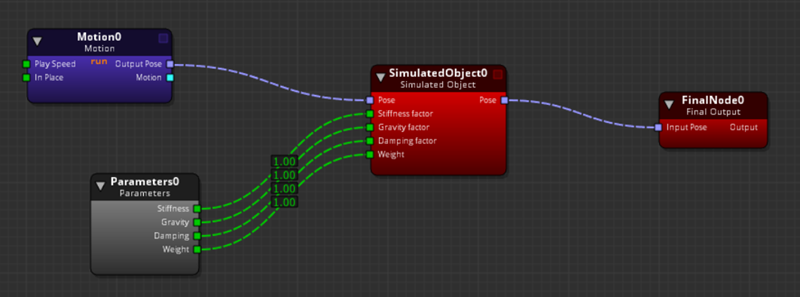 Motion0
Motion
Play Speed run Output Pose
In Place Motion
SimulatedObject0
Simulated Object
Pose Pose
Stiffness factor
Gravity factor
Damping factor
Weight
FinalNode0
Final Output
Input Pose Output
1.00
1.00
1.00
1.00
Parameters0
Parameters
Stiffness
Gravity
Damping
Weight